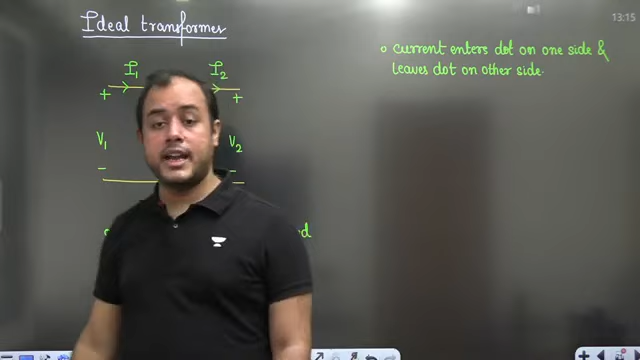 Ideal transformer
13:15
• current enters dot on one side &
leaves dot on other side.
I1 I2
+ +
V1 V2
- -